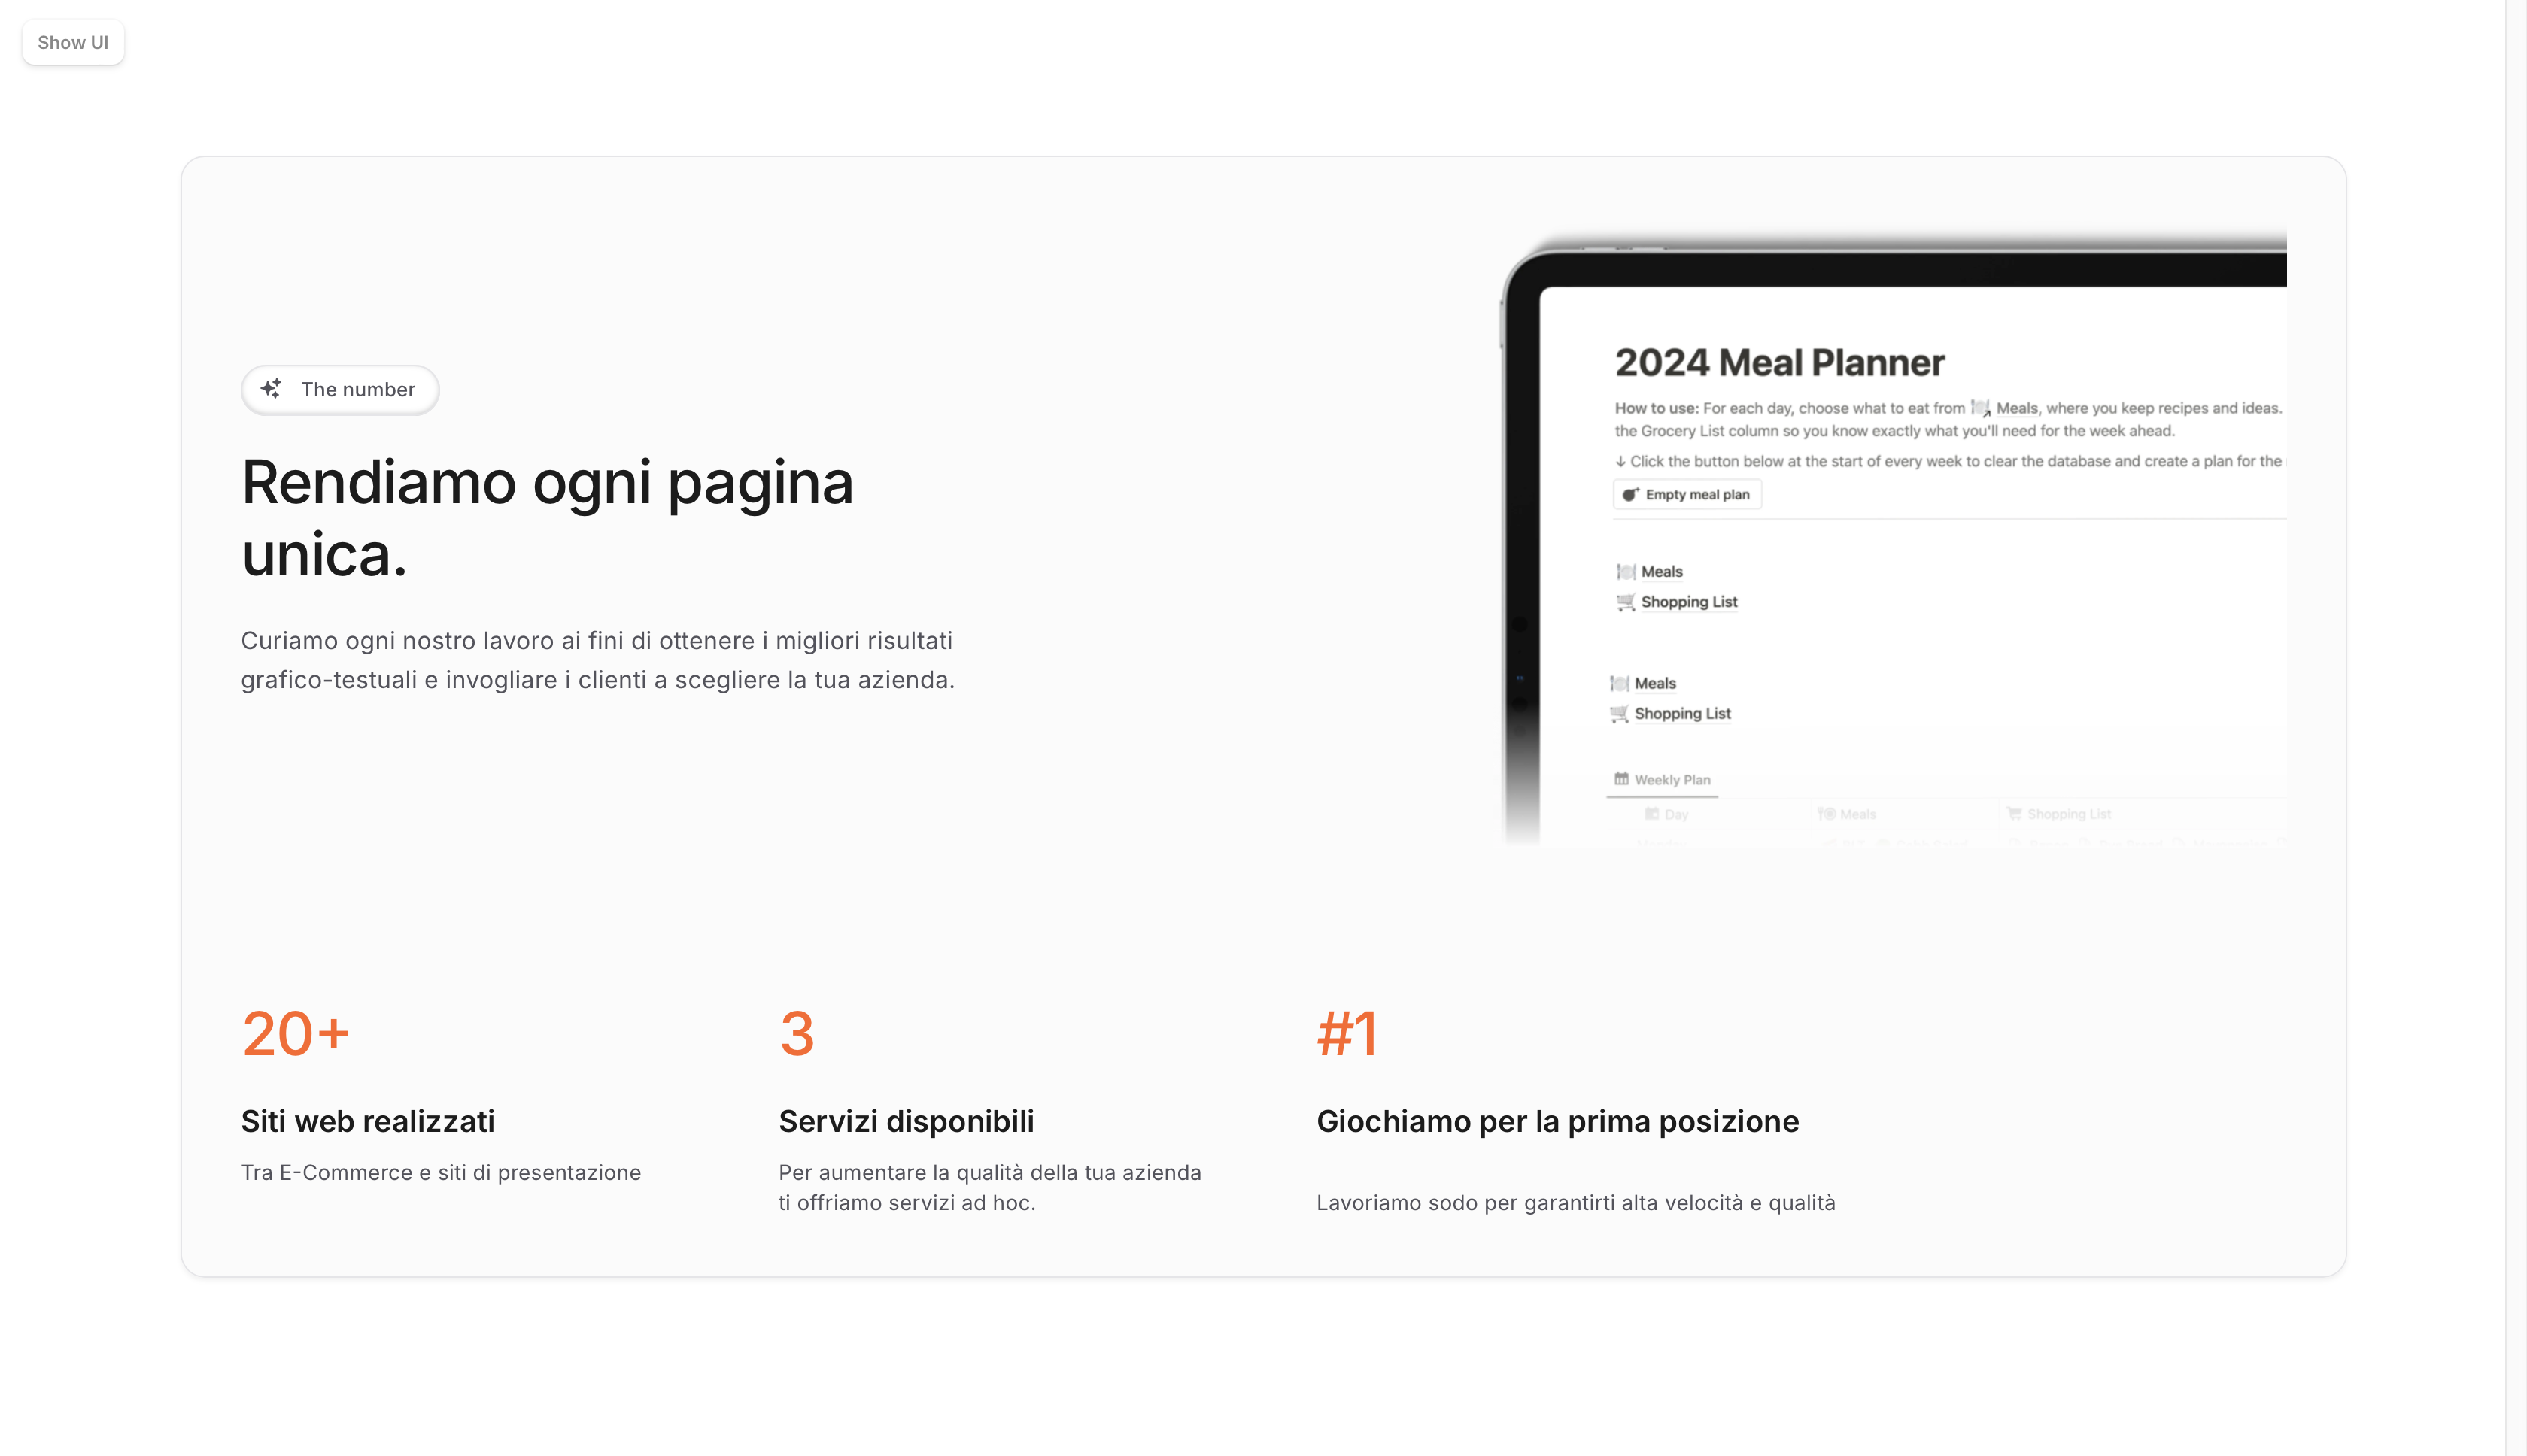 Show UI
The number
Rendiamo ogni pagina
unica.
Curiamo ogni nostro lavoro ai fini di ottenere i migliori risultati
grafico-testuali e invogliare i clienti a scegliere la tua azienda.
2024 Meal Planner
How to use: For each day, choose what to eat from Meals, where you keep recipes and ideas.
the Grocery List column so you know exactly what you'll need for the week ahead.
↓ Click the button below at the start of every week to clear the database and create a plan for the
Empty meal plan
Meals
Shopping List
Meals
Shopping List
Weekly Plan
Day Meals Shopping List
20+
Siti web realizzati
Tra E-Commerce e siti di presentazione
3
Servizi disponibili
Per aumentare la qualità della tua azienda
ti offriamo servizi ad hoc.
#1
Giochiamo per la prima posizione
Lavoriamo sodo per garantirti alta velocità e qualità